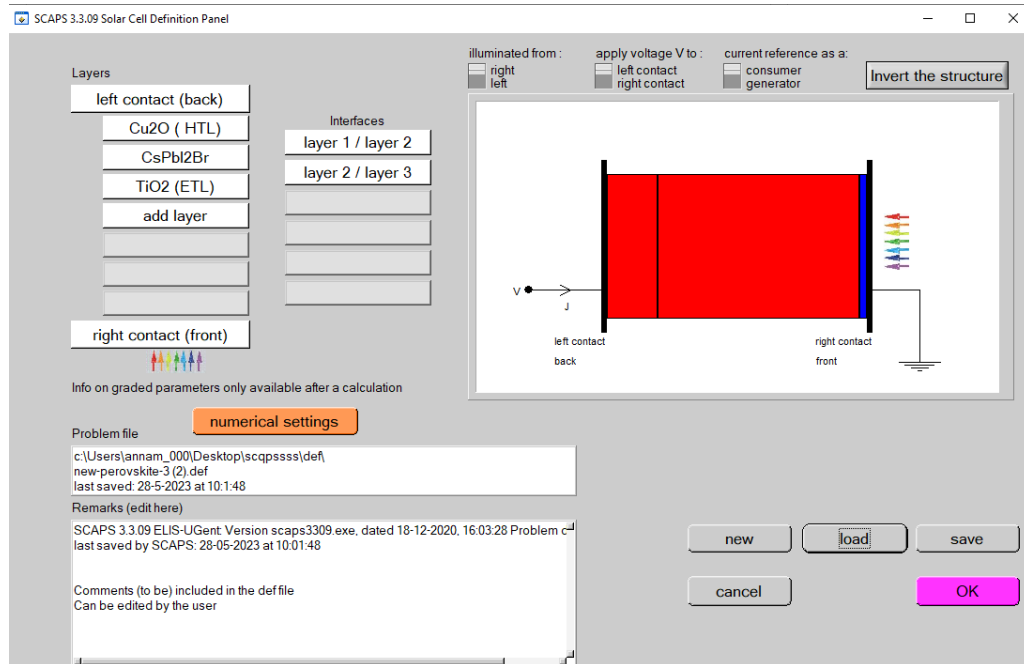 SCAPS 3.3.09 Solar Cell Definition Panel
Layers
left contact (back)
Cu2O ( HTL)
CsPbI2Br
TiO2 (ETL)
add layer
right contact (front)
Interfaces
layer 1 / layer 2
layer 2 / layer 3
illuminated from :
right
left
apply voltage V to :
left contact
right contact
current reference as a:
consumer
generator
Invert the structure
V
J
left contact
back
right contact
front
Info on graded parameters only available after a calculation
numerical settings
Problem file
c:\Users\annam_000\Desktop\scqpssss\def\
new-perovskite-3 (2).def
last saved: 28-5-2023 at 10:1:48
Remarks (edit here)
SCAPS 3.3.09 ELIS-UGent: Version scaps3309.exe, dated 18-12-2020, 16:03:28 Problem
last saved by SCAPS: 28-05-2023 at 10:01:48
Comments (to be) included in the def file
Can be edited by the user
new
load
save
cancel
OK